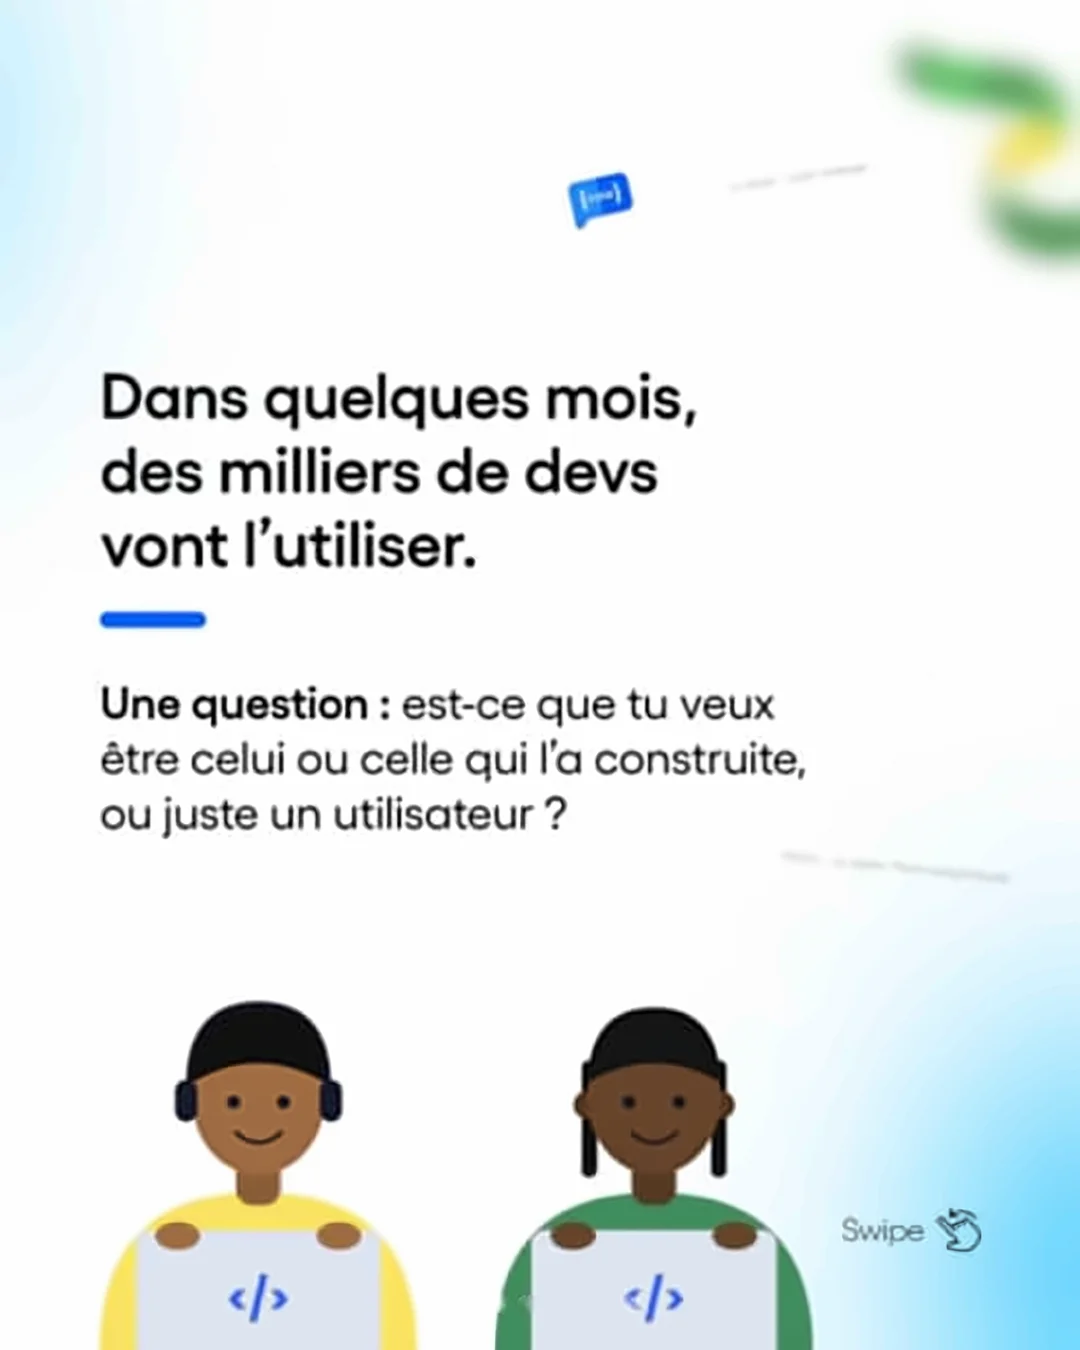 Dans quelques mois,
des milliers de devs
vont l’utiliser.
Une question : est-ce que tu veux
être celui ou celle qui l’a construite,
ou juste un utilisateur ?
Swipe
</>
</>